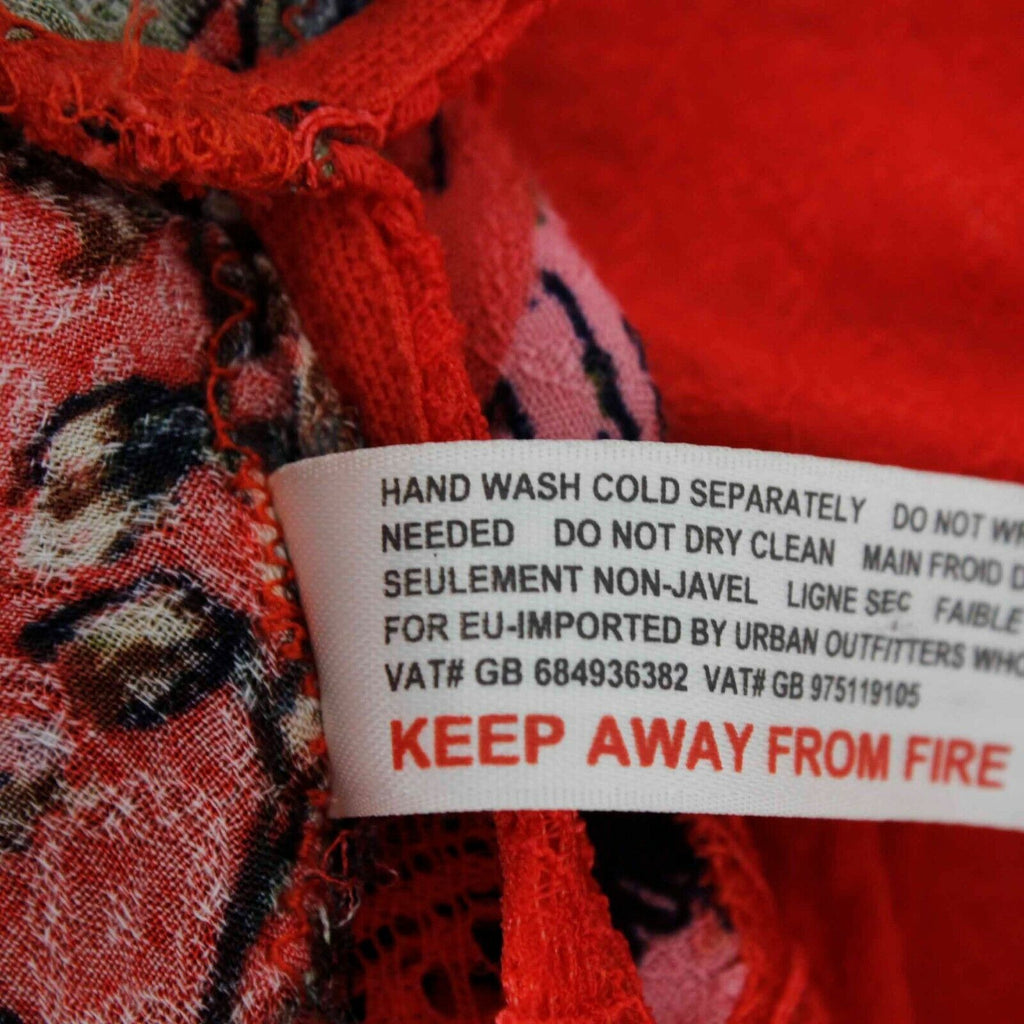 HAND WASH COLD SEPARATELY DO NOT
NEEDED DO NOT DRY CLEAN MAIN FROID
SEULEMENT NON-JAVEL LIGNE SEC FAIBLE
FOR EU-IMPORTED BY URBAN OUTFITTERS
VAT# GB 684936382 VAT# GB 975119105
KEEP AWAY FROM FIRE